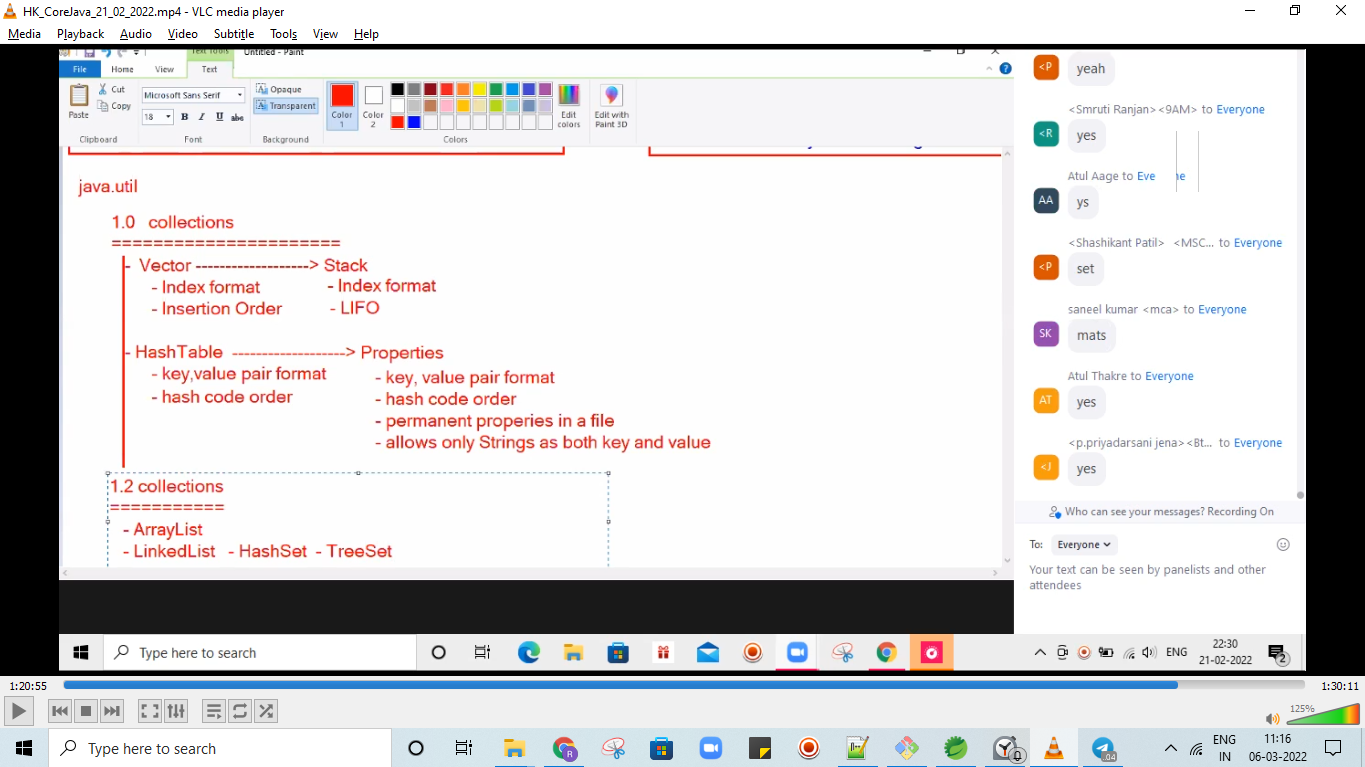 HK_CoreJava_21_02_2022.mp4 - VLC media player
Media Playback Audio Video Subtitle Tools View Help
Text Tools Untitled - Paint
File Home View Text
Paste Cut Copy
Clipboard
Microsoft Sans Serif
18 B I U abc
Font
Opaque
Transparent
Background
Color 1
Color 2
Edit colors
Colors
Edit with Paint 3D
java.util
1.0 collections
======================
- Vector -------------------> Stack
- Index format - Index format
- Insertion Order - LIFO
- HashTable -------------------> Properties
- key,value pair format - key, value pair format
- hash code order - hash code order
- permanent properies in a file
- allows only Strings as both key and value
1.2 collections
===========
- ArrayList
- LinkedList - HashSet - TreeSet
<P yeah
<Smruti Ranjan><9AM> to Everyone
<R yes
Atul Aage to Eve ne
AA ys
<Shashikant Patil> <MSC... to Everyone
<P set
saneel kumar <mca> to Everyone
SK mats
Atul Thakre to Everyone
AT yes
<p.priyadarsani jena><Bt... to Everyone
<J yes
Who can see your messages? Recording On
To: Everyone
Your text can be seen by panelists and other
attendees
Type here to search
ENG
22:30
21-02-2022
2
1:20:55
1:30:11
125%
Type here to search
R
.04
ENG
IN
11:16
06-03-2022